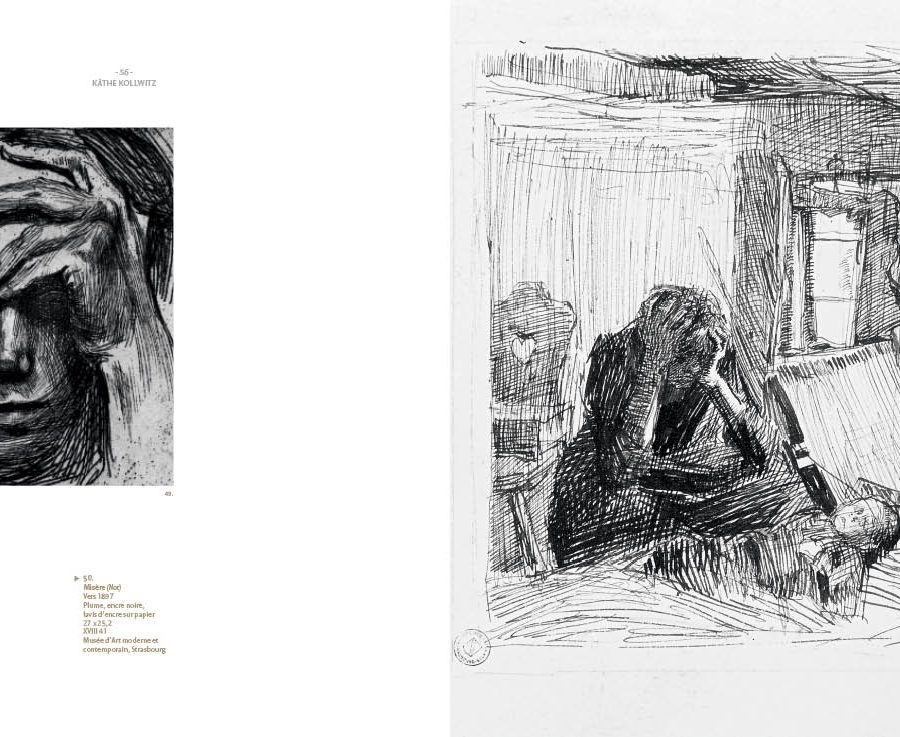 - 56 -
KÄTHE KOLLWITZ
49.
▶ 50.
Misère (Not)
Vers 1897
Plume, encre noire,
lavis d'encre sur papier
27 x 25,2
XVIII 41
Musée d'Art moderne et
contemporain, Strasbourg